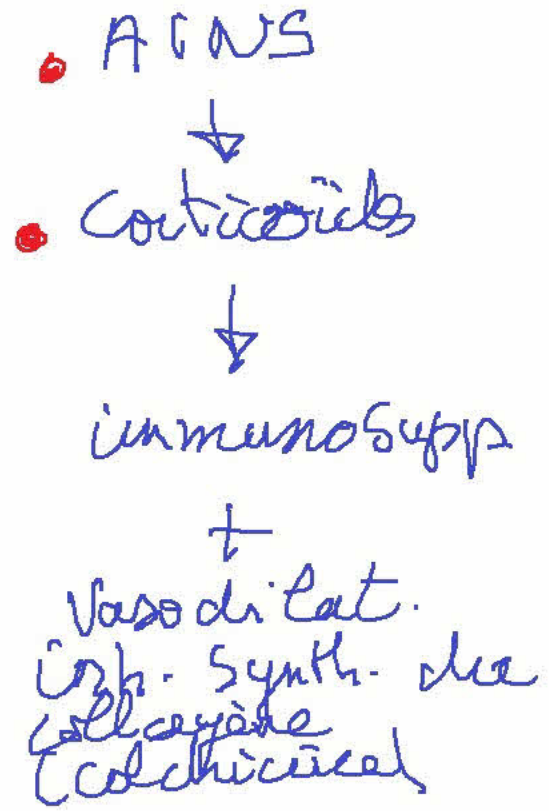 AINS
Corticoïdes
immunosupp
+
Vasodilat.
inh. Synth. du
collagène
(colchicine)